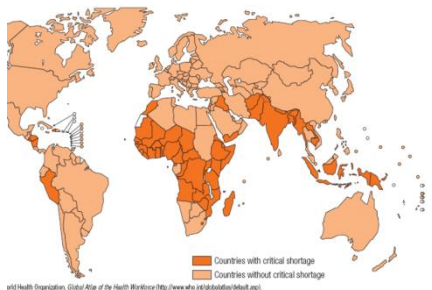 Countries with critical shortage
Countries without critical shortage
orld Health Organization, Global Atlas of the Health Workforce (http://www.who.int/globalatlas/default.asp).